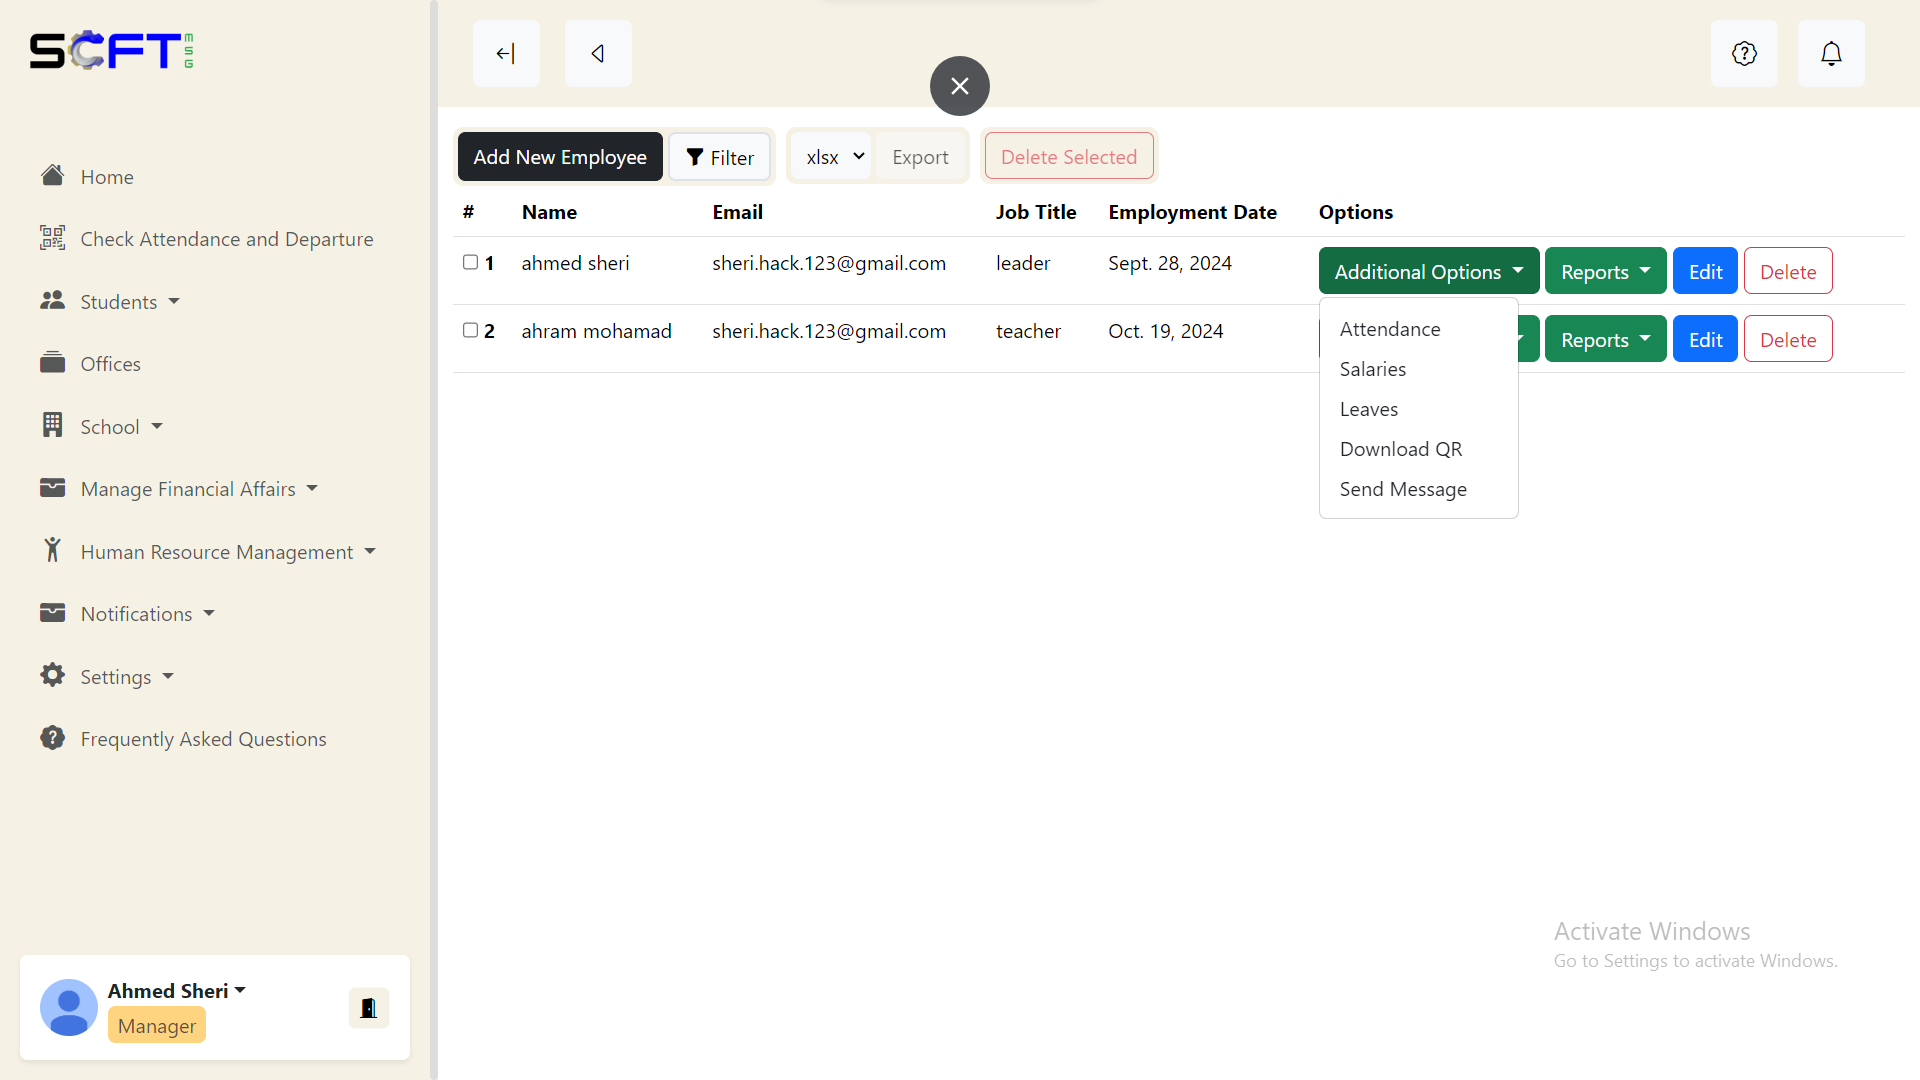 SCFT MSG
Home
Check Attendance and Departure
Students
Offices
School
Manage Financial Affairs
Human Resource Management
Notifications
Settings
Frequently Asked Questions
Ahmed Sheri
Manager
Add New Employee Filter xlsx Export Delete Selected
# Name Email Job Title Employment Date Options
1 ahmed sheri sheri.hack.123@gmail.com leader Sept. 28, 2024 Additional Options Reports Edit Delete
2 ahram mohamad sheri.hack.123@gmail.com teacher Oct. 19, 2024 Reports Edit Delete
Attendance
Salaries
Leaves
Download QR
Send Message
Activate Windows
Go to Settings to activate Windows.